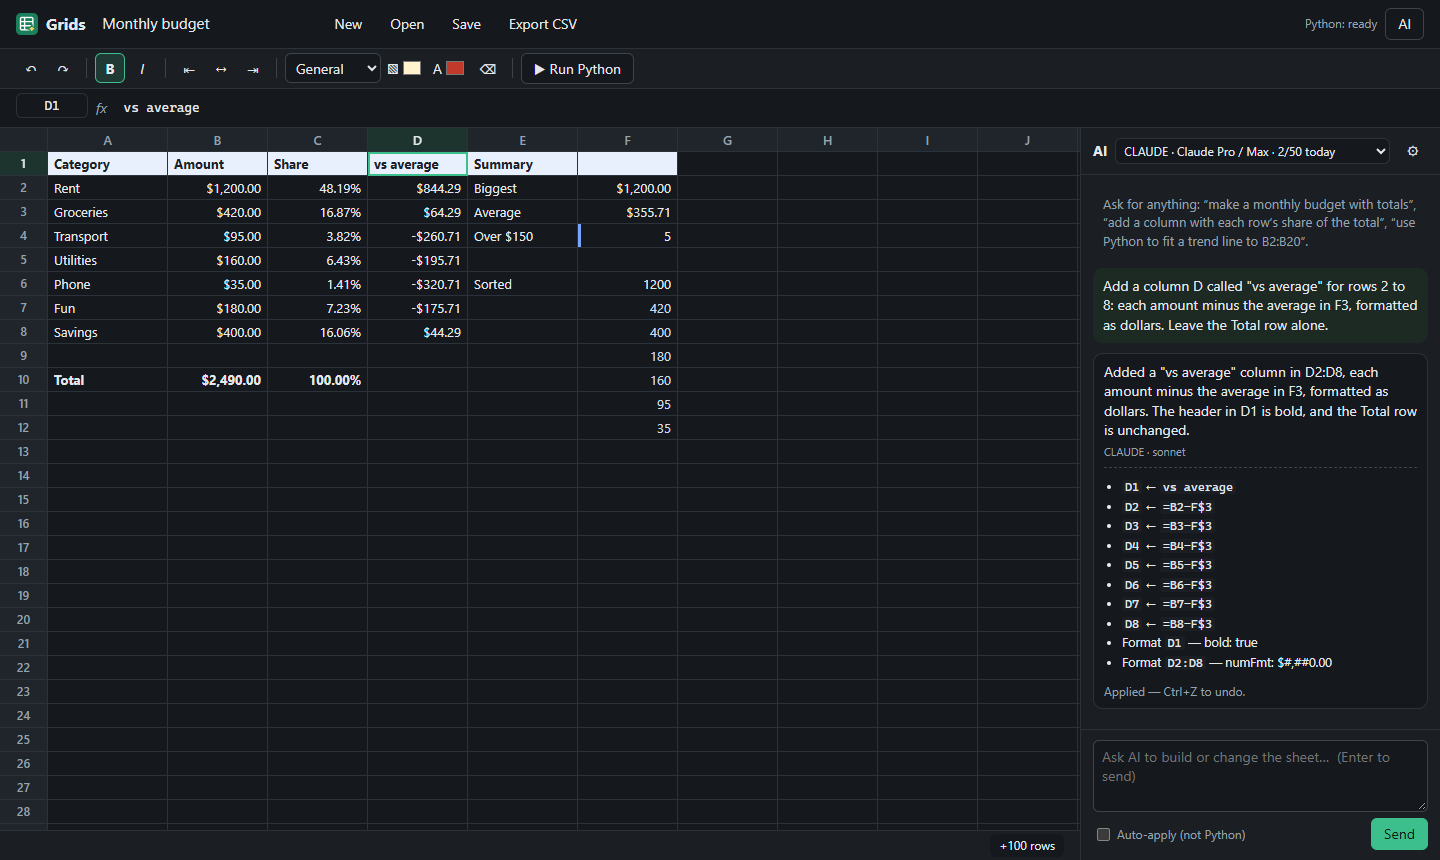 Grids Monthly budget New Open Save Export CSV Python: ready AI
B I General A Run Python
D1 fx vs average
A B C D E F G H I J
1 Category Amount Share vs average Summary
2 Rent $1,200.00 48.19% $844.29 Biggest $1,200.00
3 Groceries $420.00 16.87% $64.29 Average $355.71
4 Transport $95.00 3.82% -$260.71 Over $150 5
5 Utilities $160.00 6.43% -$195.71
6 Phone $35.00 1.41% -$320.71 Sorted 1200
7 Fun $180.00 7.23% -$175.71 420
8 Savings $400.00 16.06% $44.29 400
9 180
10 Total $2,490.00 100.00% 160
11 95
12 35
13
14
15
16
17
18
19
20
21
22
23
24
25
26
27
28
+100 rows
AI CLAUDE · Claude Pro / Max · 2/50 today
Ask for anything: “make a monthly budget with totals”,
“add a column with each row’s share of the total”, “use
Python to fit a trend line to B2:B20”.
Add a column D called "vs average" for rows 2 to
8: each amount minus the average in F3, formatted
as dollars. Leave the Total row alone.
Added a "vs average" column in D2:D8, each
amount minus the average in F3, formatted as
dollars. The header in D1 is bold, and the Total row
is unchanged.
CLAUDE · sonnet
• D1 ← vs average
• D2 ← =B2-F$3
• D3 ← =B3-F$3
• D4 ← =B4-F$3
• D5 ← =B5-F$3
• D6 ← =B6-F$3
• D7 ← =B7-F$3
• D8 ← =B8-F$3
• Format D1 — bold: true
• Format D2:D8 — numFmt: $#,##0.00
Applied — Ctrl+Z to undo.
Ask AI to build or change the sheet... (Enter to
send)
Auto-apply (not Python) Send